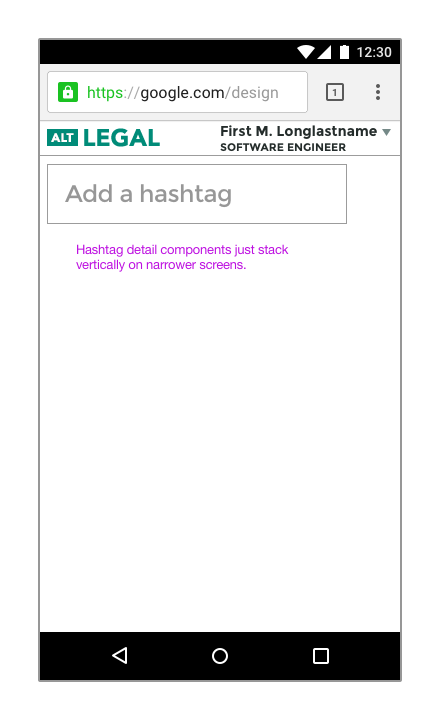 12:30
https://google.com/design
1
ALT LEGAL
First M. Longlastname
SOFTWARE ENGINEER
Add a hashtag
Hashtag detail components just stack
vertically on narrower screens.